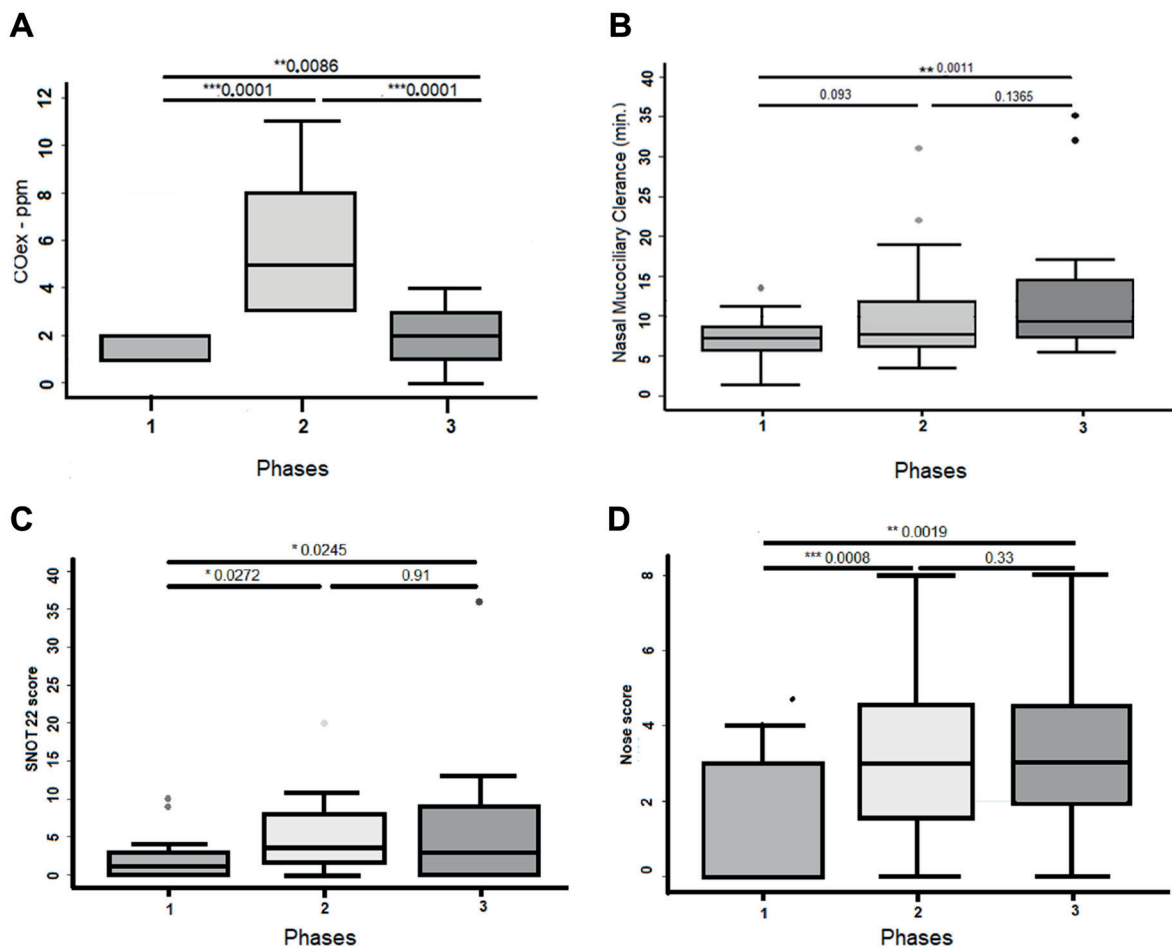 A
**0.0086
***0.0001 ***0.0001
COex - ppm
12
10
8
6
4
2
0
1 2 3
Phases
B
** 0.0011
0.093 0.1365
Nasal Mucociliary Clerance (min.)
40
35
30
25
20
15
10
5
0
1 2 3
Phases
C
* 0.0245
* 0.0272 0.91
SNOT 22 score
40
35
30
25
20
15
10
5
0
1 2 3
Phases
D
** 0.0019
*** 0.0008 0.33
Nose score
8
6
4
2
0
1 2 3
Phases